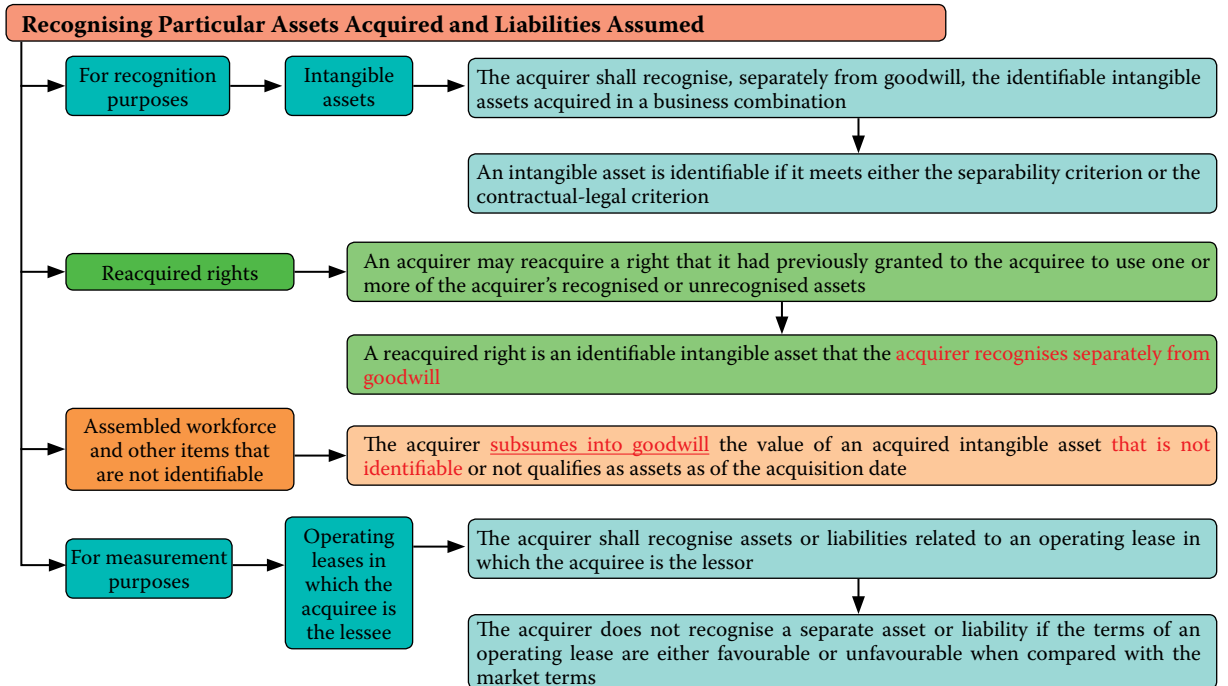 Recognising Particular Assets Acquired and Liabilities Assumed
For recognition
purposes
Intangible
assets
The acquirer shall recognise, separately from goodwill, the identifiable intangible
assets acquired in a business combination
An intangible asset is identifiable if it meets either the separability criterion or the
contractual-legal criterion
Reacquired rights
An acquirer may reacquire a right that it had previously granted to the acquiree to use one or
more of the acquirer’s recognised or unrecognised assets
A reacquired right is an identifiable intangible asset that the acquirer recognises separately from
goodwill
Assembled workforce
and other items that
are not identifiable
The acquirer subsumes into goodwill the value of an acquired intangible asset that is not
identifiable or not qualifies as assets as of the acquisition date
For measurement
purposes
Operating
leases in
which the
acquiree is
the lessee
The acquirer shall recognise assets or liabilities related to an operating lease in
which the acquiree is the lessor
The acquirer does not recognise a separate asset or liability if the terms of an
operating lease are either favourable or unfavourable when compared with the
market terms